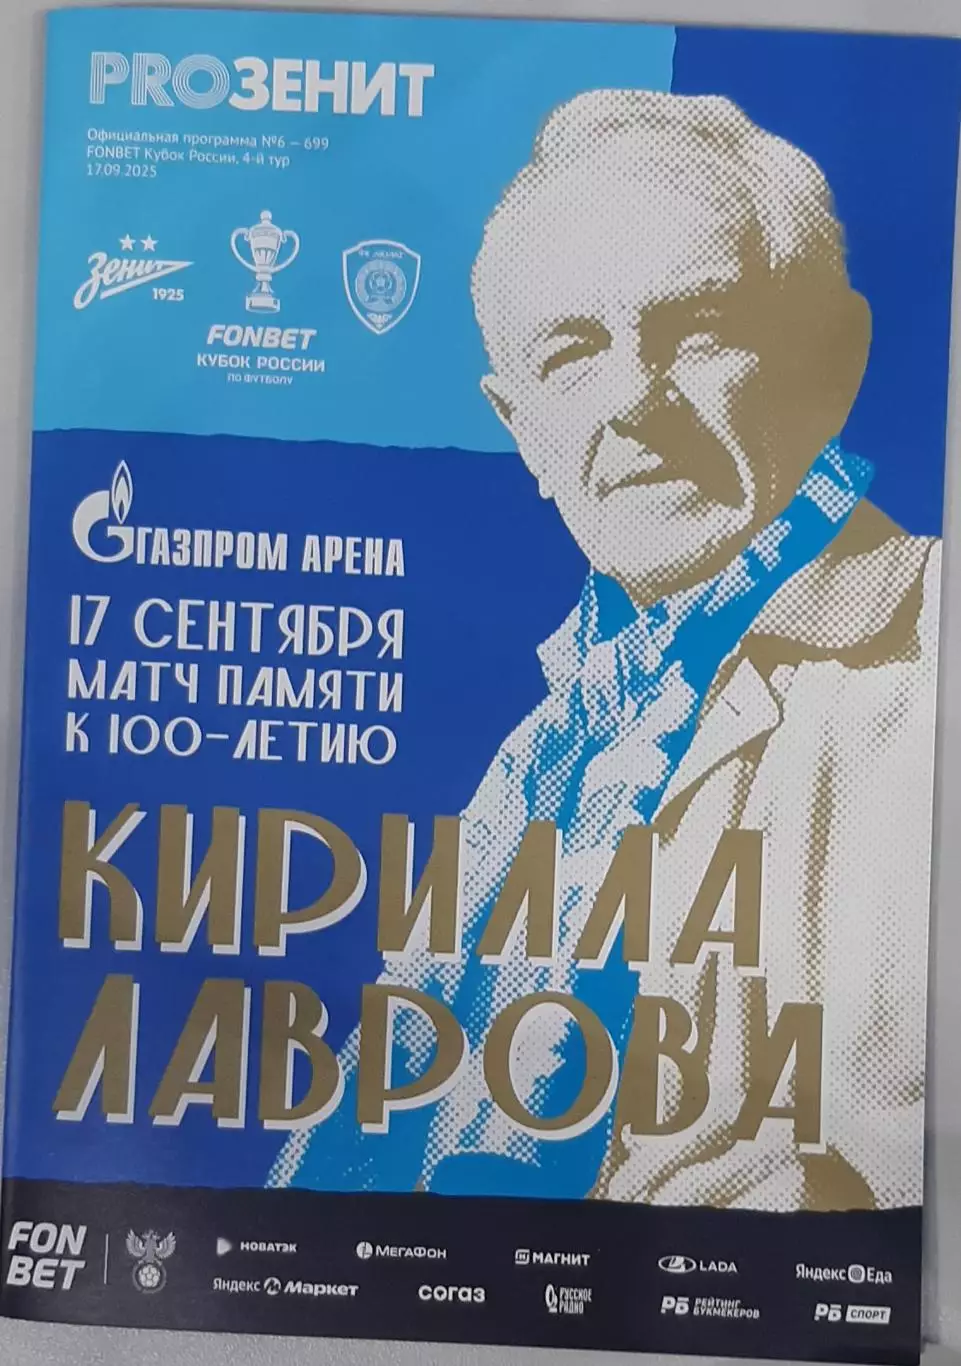 PROЗЕНИТ
Официальная программа №6 – 699
FONBET Кубок России, 4-й тур
17.09.2025
Зенит
1925
FONBET
КУБОК РОССИИ
ПО ФУТБОЛУ
ФК АХМАТ
ГАЗПРОМ АРЕНА
17 СЕНТЯБРЯ
МАТЧ ПАМЯТИ
К 100-ЛЕТИЮ
КИРИЛЛА
ЛАВРОВА
FON
BET
НОВАТЭК
МЕГАФОН
МАГНИТ
LADA
Яндекс Еда
Яндекс Маркет
СОГАЗ
РУССКОЕ
РАДИО
РБ РЕЙТИНГ
БУКМЕКЕРОВ
РБ СПОРТ